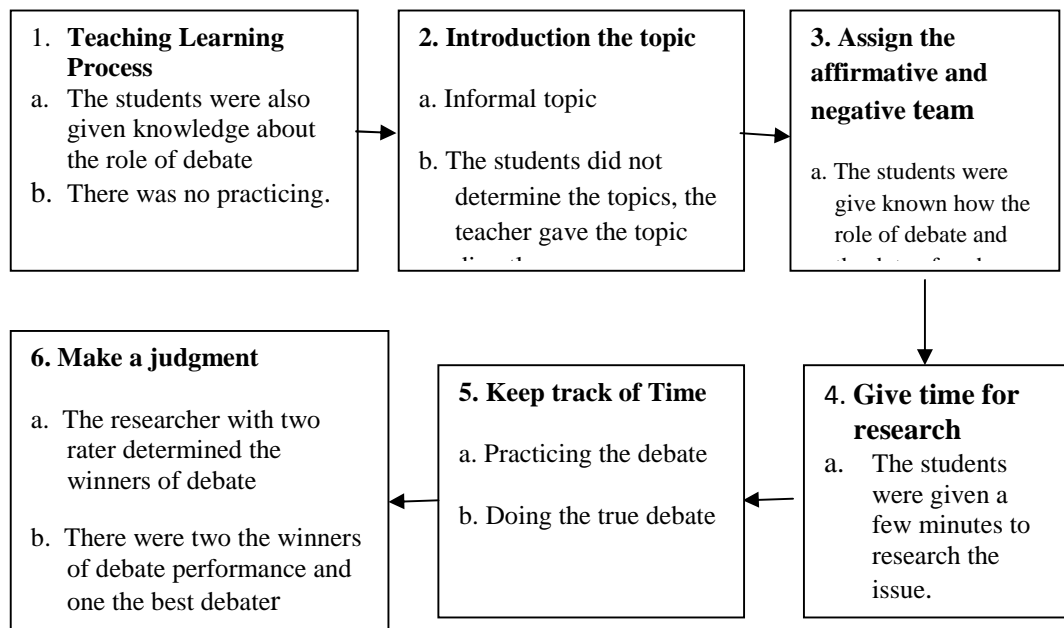 1. Teaching Learning
Process
a. The students were also
given knowledge about
the role of debate
b. There was no practicing.
2. Introduction the topic
a. Informal topic
b. The students did not
determine the topics, the
teacher gave the topic
3. Assign the
affirmative and
negative team
a. The students were
give known how the
role of debate and
4. Give time for
research
a. The students
were given a
few minutes to
research the
issue.
5. Keep track of Time
a. Practicing the debate
b. Doing the true debate
6. Make a judgment
a. The researcher with two
rater determined the
winners of debate
b. There were two the winners
of debate performance and
one the best debater